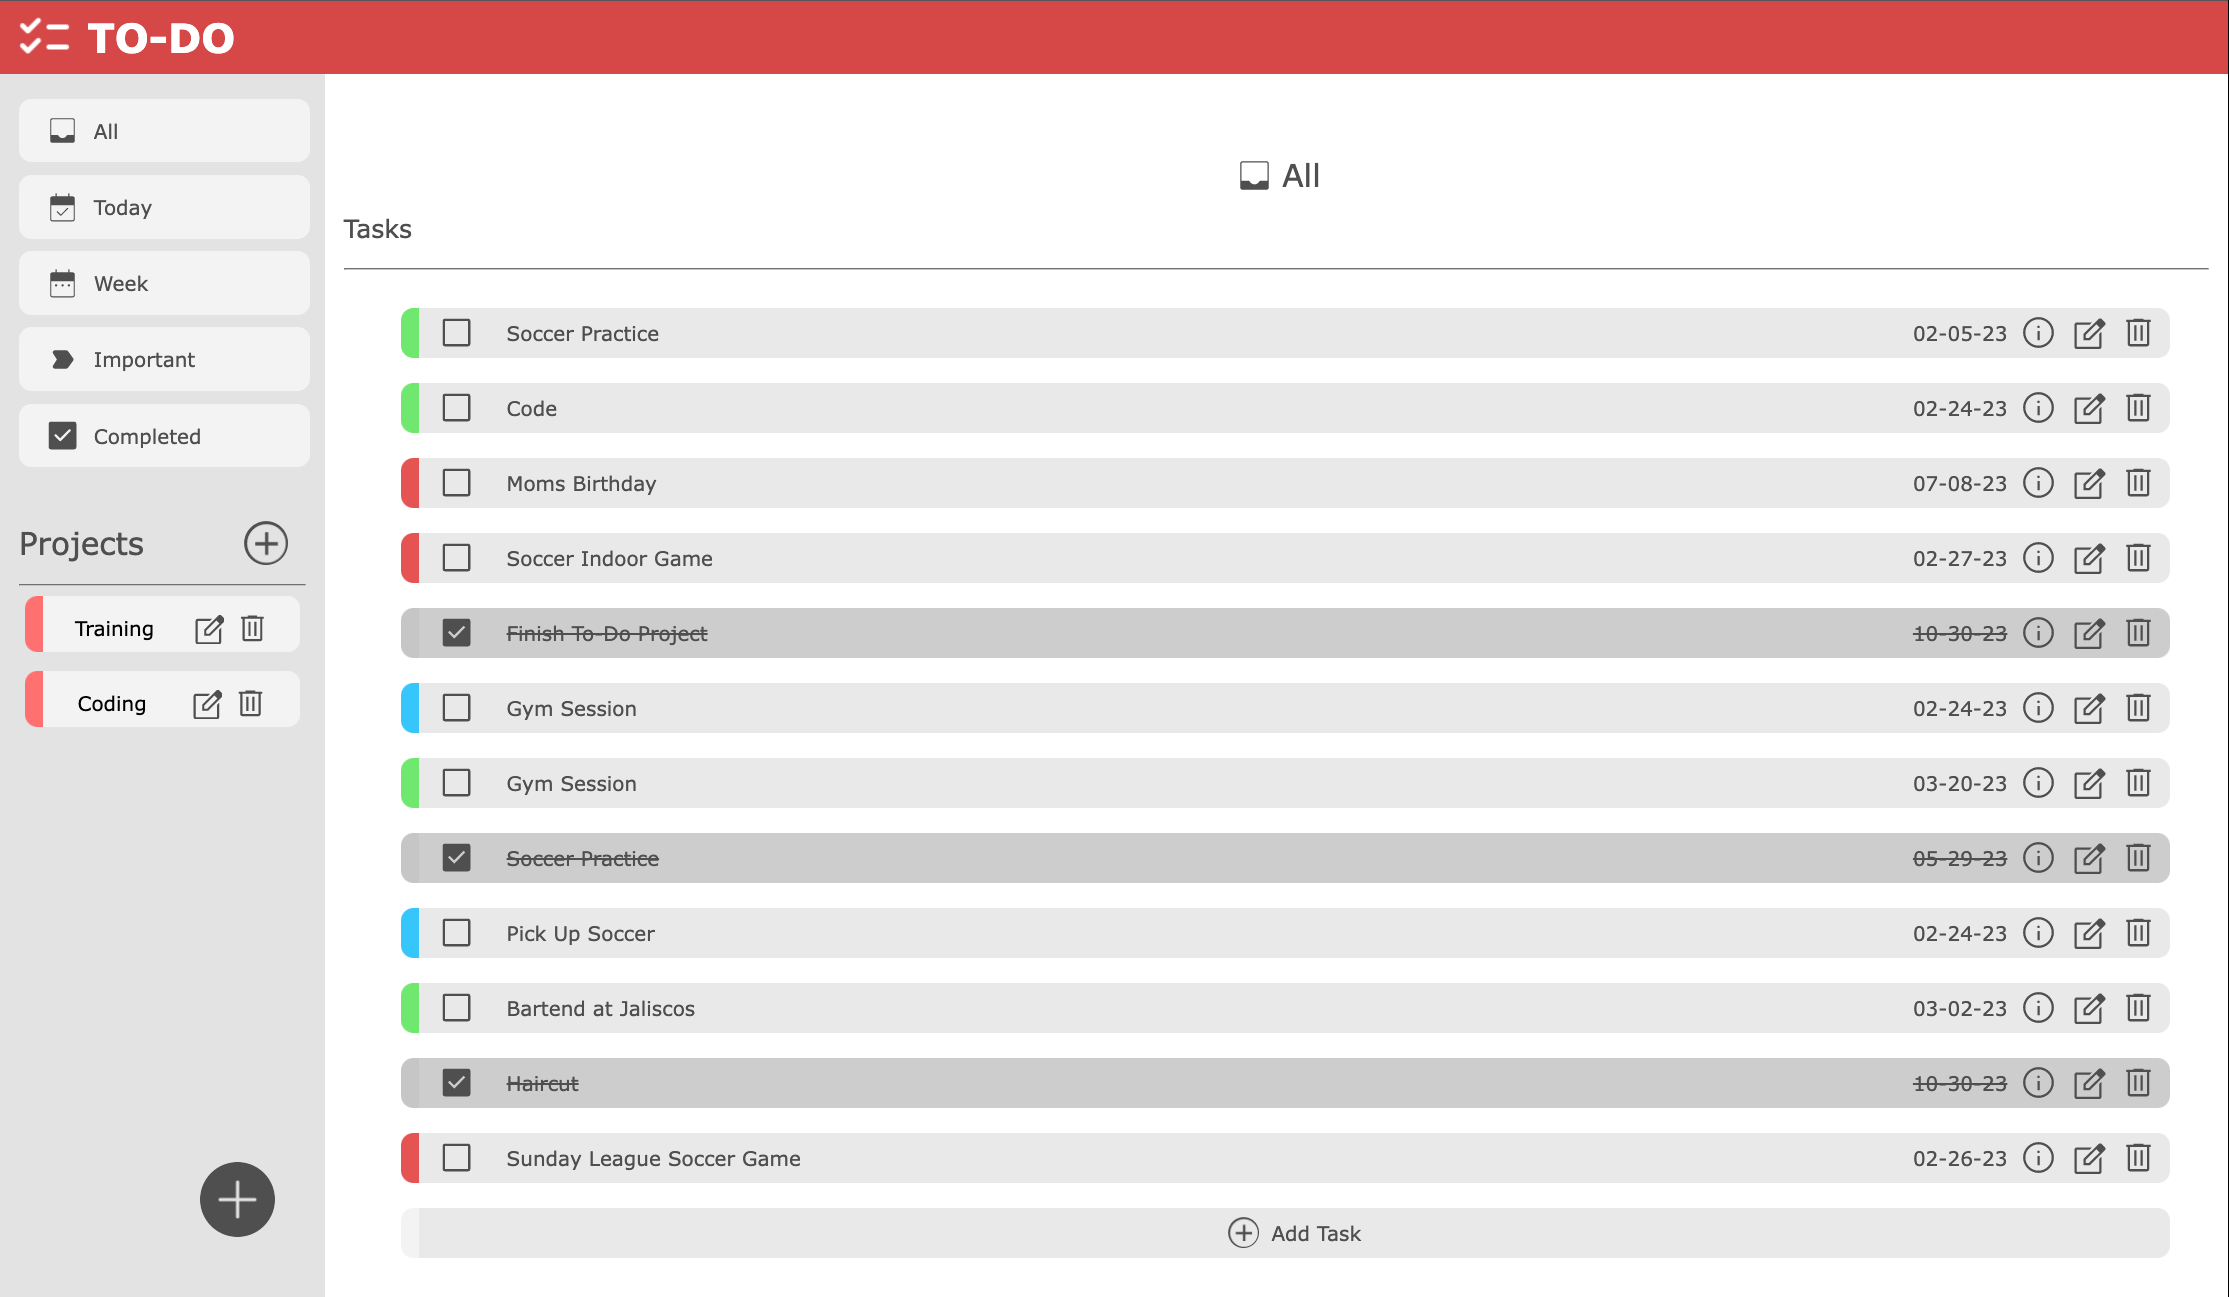 TO-DO
All
Today
Week
Important
Completed
Projects
Training
Coding
All
Tasks
Soccer Practice 02-05-23
Code 02-24-23
Moms Birthday 07-08-23
Soccer Indoor Game 02-27-23
Finish To-Do Project 10-30-23
Gym Session 02-24-23
Gym Session 03-20-23
Soccer Practice 05-29-23
Pick Up Soccer 02-24-23
Bartend at Jaliscos 03-02-23
Haircut 10-30-23
Sunday League Soccer Game 02-26-23
Add Task